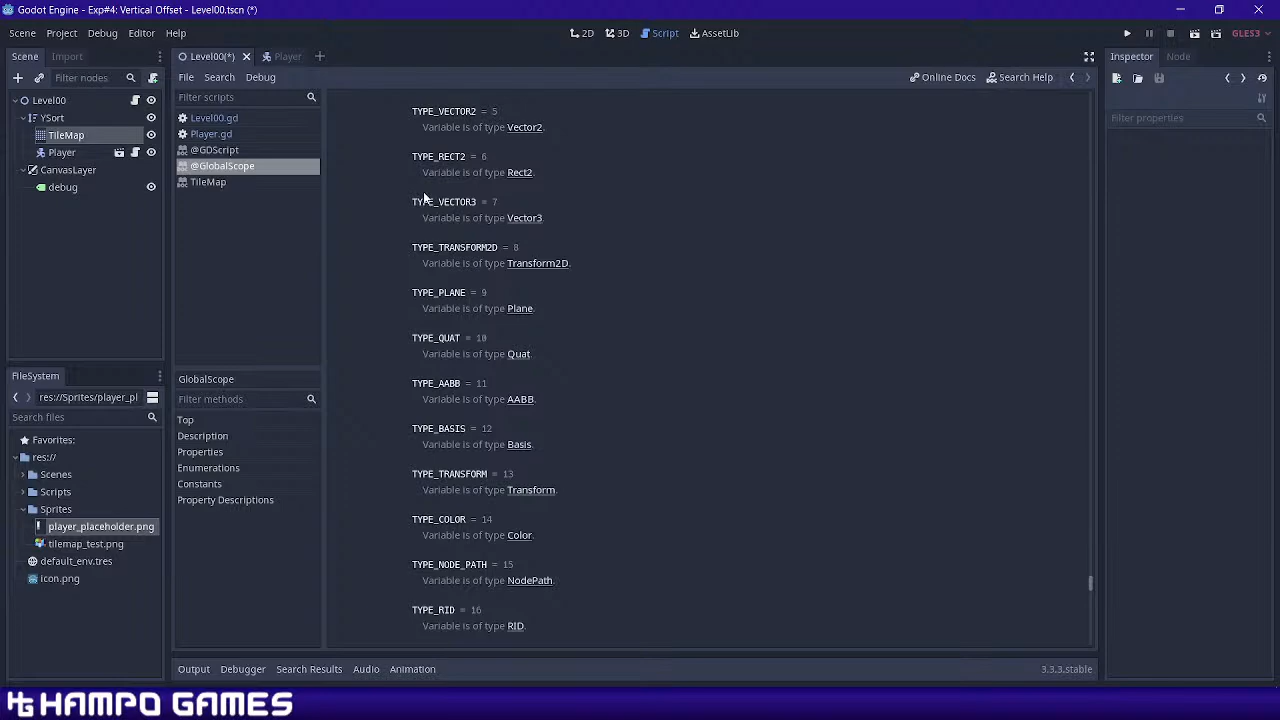 Godot Engine - Exp#4: Vertical Offset - Level00.tscn (*)
Scene Project Debug Editor Help
2D 3D Script AssetLib
GLES3
Scene Import
Filter nodes
Level00
YSort
TileMap
Player
CanvasLayer
debug
FileSystem
res://Sprites/player_pl
Search files
Favorites:
res://
Scenes
Scripts
Sprites
player_placeholder.png
tilemap_test.png
default_env.tres
icon.png
Level00(*) Player
File Search Debug
Online Docs Search Help
Filter scripts
Level00.gd
Player.gd
@GDScript
@GlobalScope
TileMap
GlobalScope
Filter methods
Top
Description
Properties
Enumerations
Constants
Property Descriptions
TYPE_VECTOR2 = 5
Variable is of type Vector2.
TYPE_RECT2 = 6
Variable is of type Rect2.
TYPE_VECTOR3 = 7
Variable is of type Vector3.
TYPE_TRANSFORM2D = 8
Variable is of type Transform2D.
TYPE_PLANE = 9
Variable is of type Plane.
TYPE_QUAT = 10
Variable is of type Quat.
TYPE_AABB = 11
Variable is of type AABB.
TYPE_BASIS = 12
Variable is of type Basis.
TYPE_TRANSFORM = 13
Variable is of type Transform.
TYPE_COLOR = 14
Variable is of type Color.
TYPE_NODE_PATH = 15
Variable is of type NodePath.
TYPE_RID = 16
Variable is of type RID.
Output Debugger Search Results Audio Animation
3.3.3.stable
Inspector Node
Filter properties
HAMPO GAMES